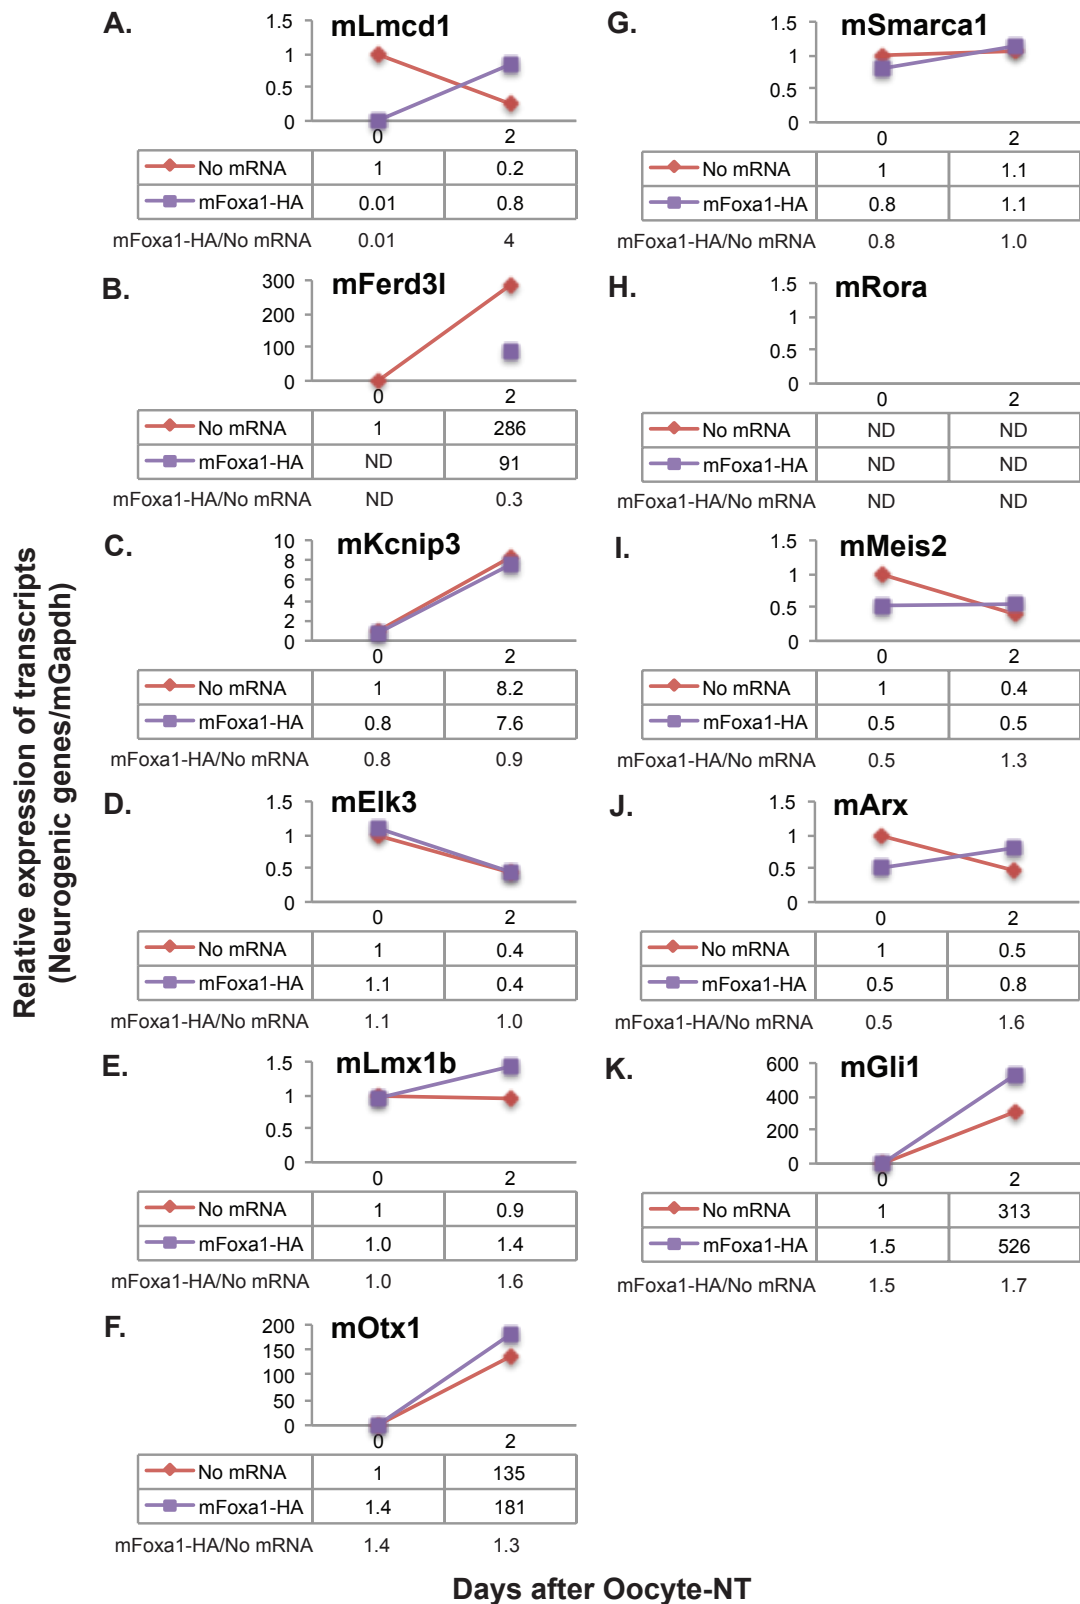 Relative expression of transcripts
(Neurogenic genes/mGapdh)
A.
mLmcd1
1.5
1
0.5
0
0 2
No mRNA 1 0.2
mFoxa1-HA 0.01 0.8
mFoxa1-HA/No mRNA 0.01 4
B.
mFerd3l
300
200
100
0
0 2
No mRNA 1 286
mFoxa1-HA ND 91
mFoxa1-HA/No mRNA ND 0.3
C.
mKcnip3
10
8
6
4
2
0
0 2
No mRNA 1 8.2
mFoxa1-HA 0.8 7.6
mFoxa1-HA/No mRNA 0.8 0.9
D.
mElk3
1.5
1
0.5
0
0 2
No mRNA 1 0.4
mFoxa1-HA 1.1 0.4
mFoxa1-HA/No mRNA 1.1 1.0
E.
mLmx1b
1.5
1
0.5
0
0 2
No mRNA 1 0.9
mFoxa1-HA 1.0 1.4
mFoxa1-HA/No mRNA 1.0 1.6
F.
mOtx1
200
150
100
50
0
0 2
No mRNA 1 135
mFoxa1-HA 1.4 181
mFoxa1-HA/No mRNA 1.4 1.3
G.
mSmarca1
1.5
1
0.5
0
0 2
No mRNA 1 1.1
mFoxa1-HA 0.8 1.1
mFoxa1-HA/No mRNA 0.8 1.0
H.
mRora
1.5
1
0.5
0
0 2
No mRNA ND ND
mFoxa1-HA ND ND
mFoxa1-HA/No mRNA ND ND
I.
mMeis2
1.5
1
0.5
0
0 2
No mRNA 1 0.4
mFoxa1-HA 0.5 0.5
mFoxa1-HA/No mRNA 0.5 1.3
J.
mArx
1.5
1
0.5
0
0 2
No mRNA 1 0.5
mFoxa1-HA 0.5 0.8
mFoxa1-HA/No mRNA 0.5 1.6
K.
mGli1
600
400
200
0
0 2
No mRNA 1 313
mFoxa1-HA 1.5 526
mFoxa1-HA/No mRNA 1.5 1.7
Days after Oocyte-NT